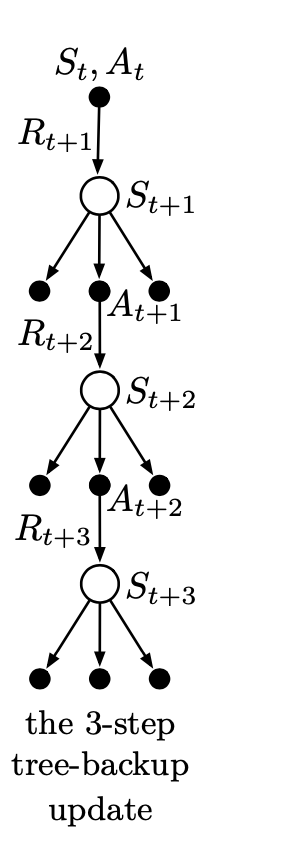 S_t, A_t
R_{t+1}
S_{t+1}
A_{t+1}
R_{t+2}
S_{t+2}
A_{t+2}
R_{t+3}
S_{t+3}
the 3-step
tree-backup
update